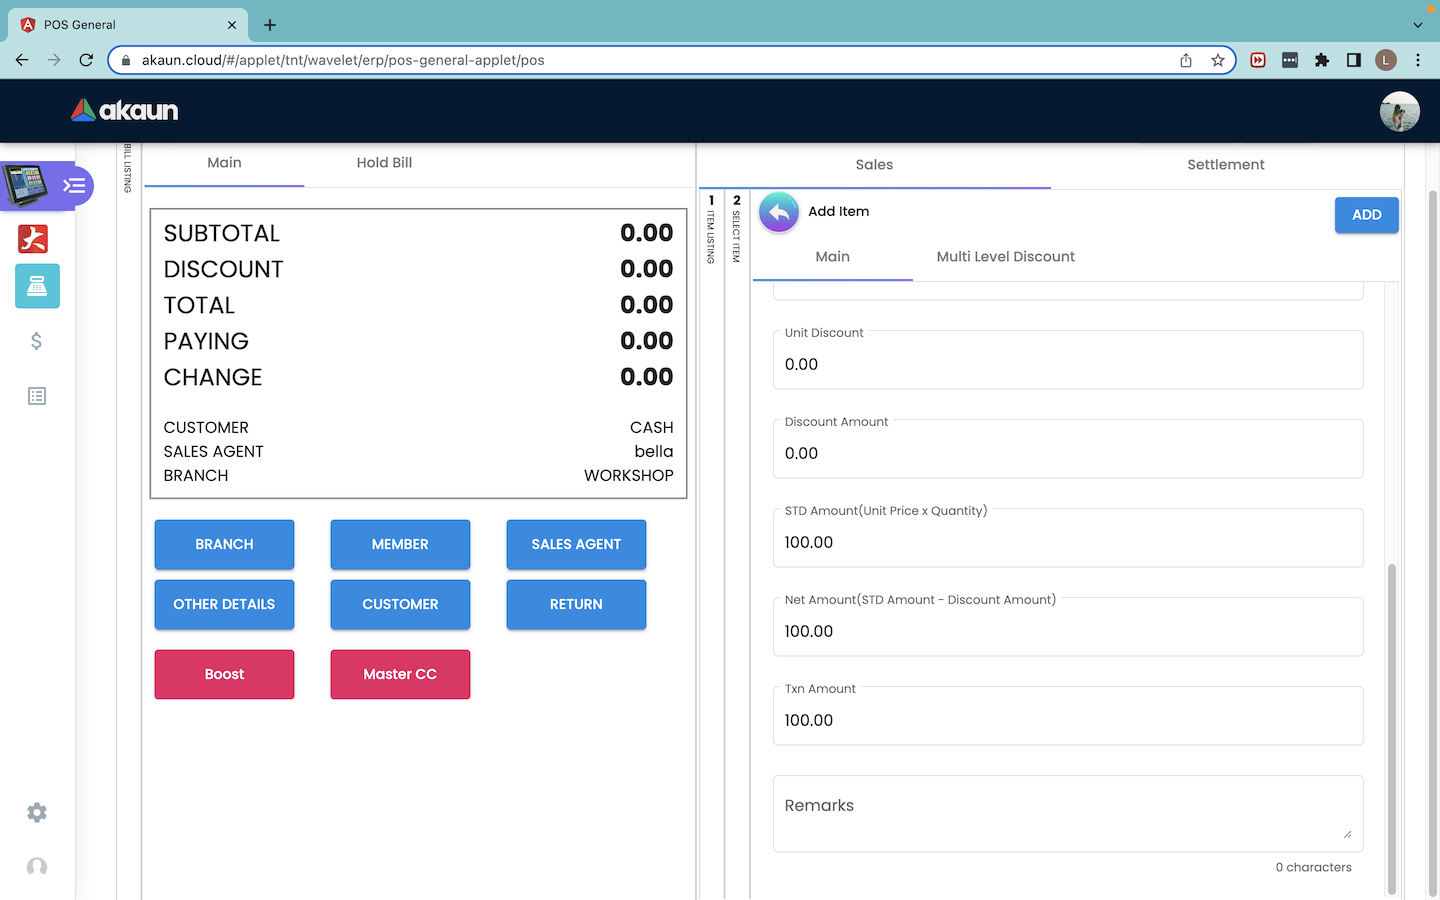 POS General
akaun.cloud/#/applet/tnt/wavelet/erp/pos-general-applet/pos
L
akaun
BILL LISTING
Main
Hold Bill
SUBTOTAL 0.00
DISCOUNT 0.00
TOTAL 0.00
PAYING 0.00
CHANGE 0.00
CUSTOMER CASH
SALES AGENT bella
BRANCH WORKSHOP
BRANCH
MEMBER
SALES AGENT
OTHER DETAILS
CUSTOMER
RETURN
Boost
Master CC
Sales
Settlement
1 ITEM LISTING
2 SELECT ITEM
Add Item
ADD
Main
Multi Level Discount
Unit Discount
0.00
Discount Amount
0.00
STD Amount(Unit Price x Quantity)
100.00
Net Amount(STD Amount - Discount Amount)
100.00
Txn Amount
100.00
Remarks
0 characters